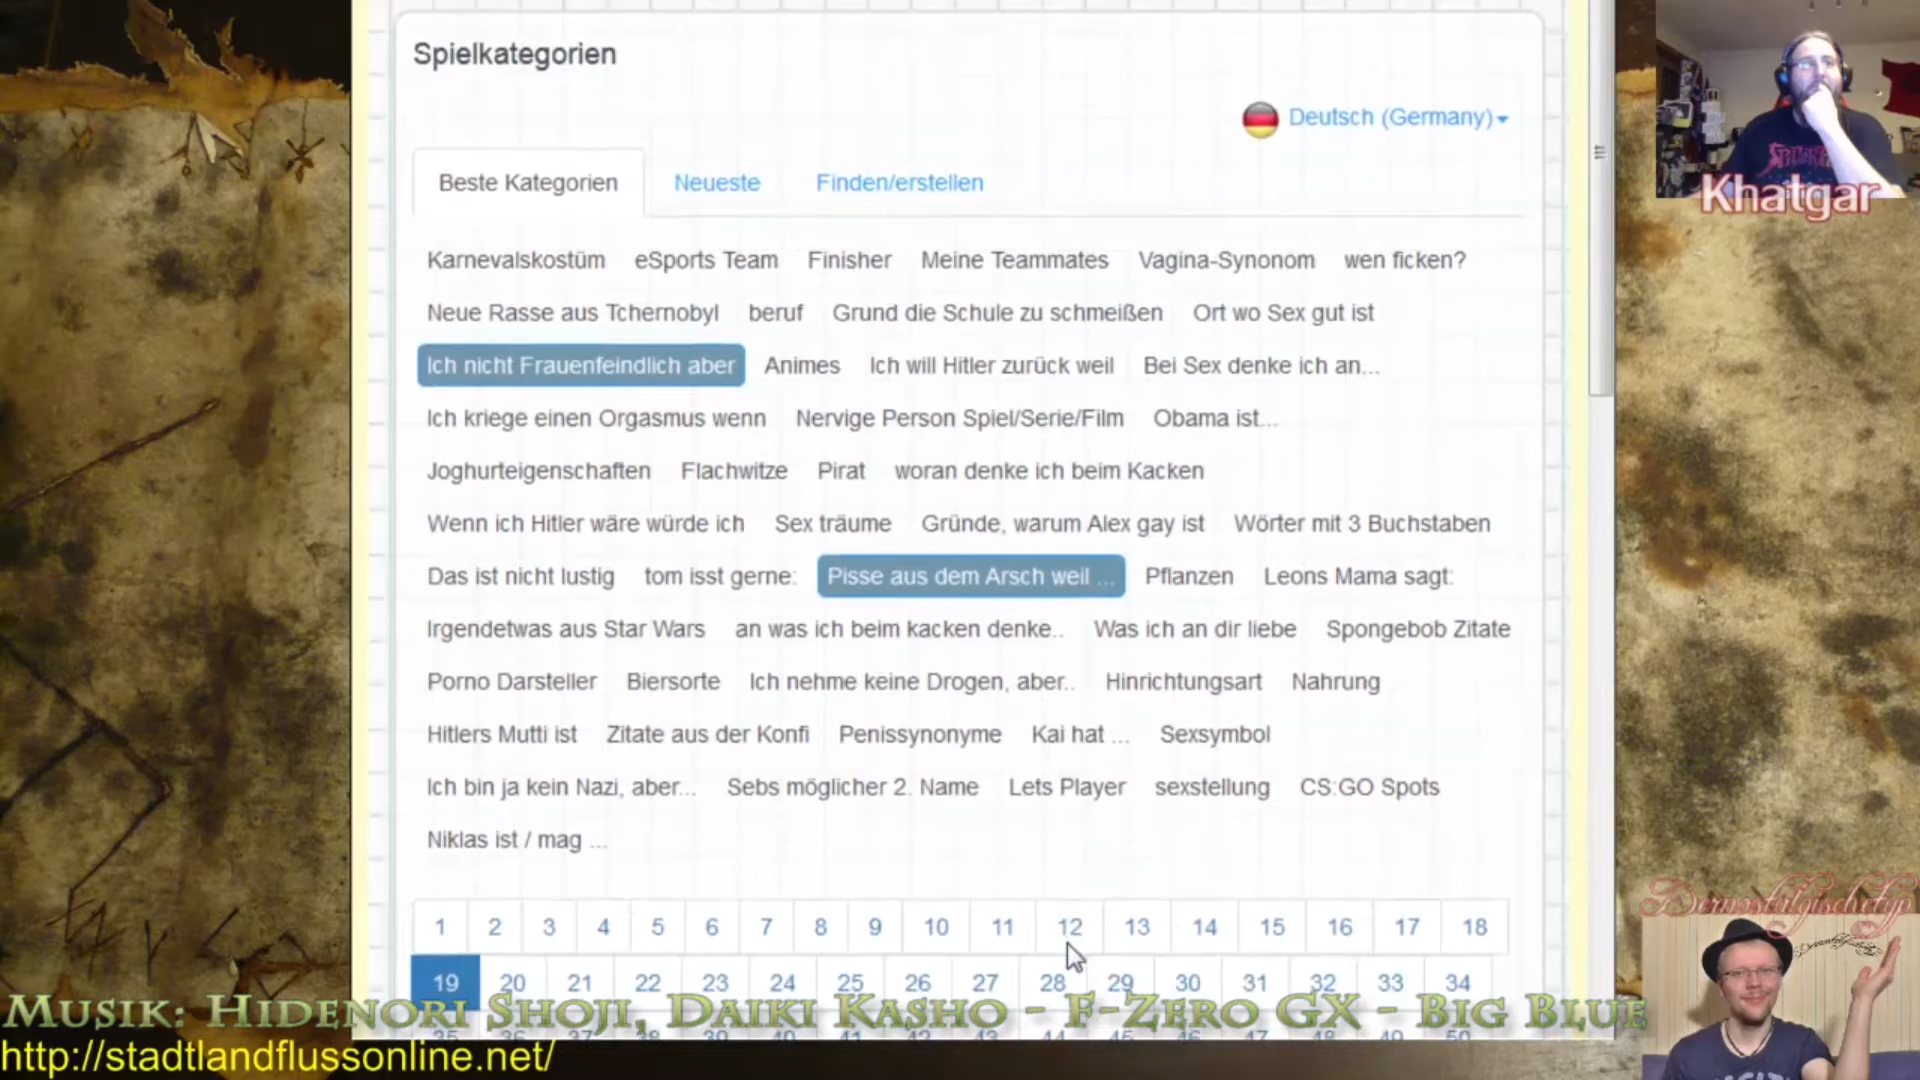 Spielkategorien
Deutsch (Germany)
Beste Kategorien Neueste Finden/erstellen
Karnevalskostüm eSports Team Finisher Meine Teammates Vagina-Synonom wen ficken?
Neue Rasse aus Tchernobyl beruf Grund die Schule zu schmeißen Ort wo Sex gut ist
Ich nicht Frauenfeindlich aber Animes Ich will Hitler zurück weil Bei Sex denke ich an...
Ich kriege einen Orgasmus wenn Nervige Person Spiel/Serie/Film Obama ist...
Joghurteigenschaften Flachwitze Pirat woran denke ich beim Kacken
Wenn ich Hitler wäre würde ich Sex träume Gründe, warum Alex gay ist Wörter mit 3 Buchstaben
Das ist nicht lustig tom isst gerne: Pisse aus dem Arsch weil ... Pflanzen Leons Mama sagt:
Irgendetwas aus Star Wars an was ich beim kacken denke.. Was ich an dir liebe Spongebob Zitate
Porno Darsteller Biersorte Ich nehme keine Drogen, aber.. Hinrichtungsart Nahrung
Hitlers Mutti ist Zitate aus der Konfi Penissynonyme Kai hat ... Sexsymbol
Ich bin ja kein Nazi, aber... Sebs möglicher 2. Name Lets Player sexstellung CS:GO Spots
Niklas ist / mag ...
1 2 3 4 5 6 7 8 9 10 11 12 13 14 15 16 17 18
19 20 21 22 23 24 25 26 27 28 29 30 31 32 33 34
Khatgar
Dernostalgischetyp
Musik: Hidenori Shoji, Daiki Kasho - F-Zero GX - Big Blue
http://stadtlandflussonline.net/